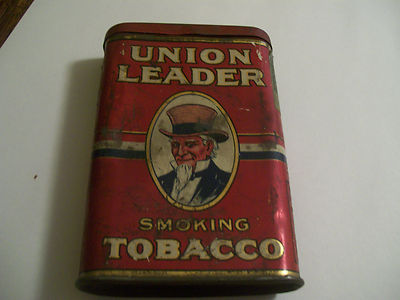 UNION
LEADER
SMOKING
TOBACCO